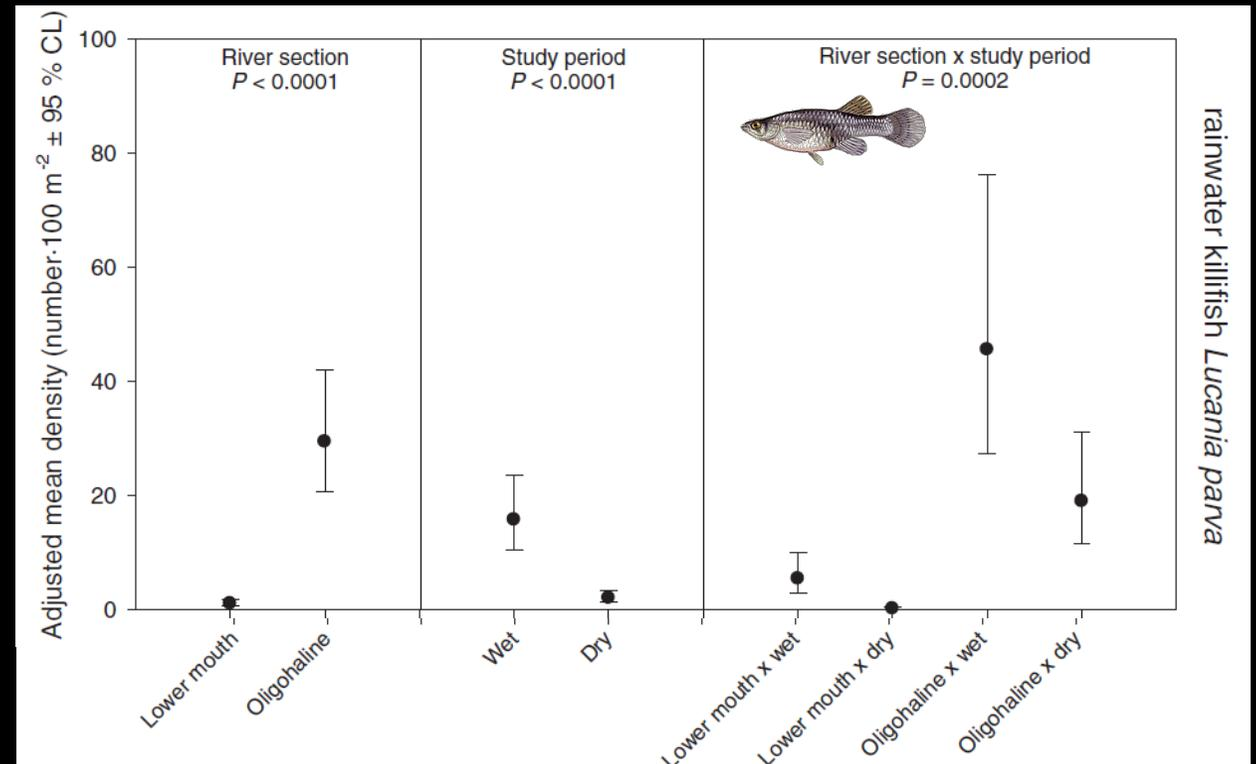 Adjusted mean density (number·100 m-2 ± 95 % CL)
100
80
60
40
20
0
River section
P < 0.0001
Study period
P < 0.0001
River section x study period
P = 0.0002
Lower mouth
Oligohaline
Wet
Dry
Lower mouth x wet
Lower mouth x dry
Oligohaline x wet
Oligohaline x dry
rainwater killifish Lucania parva